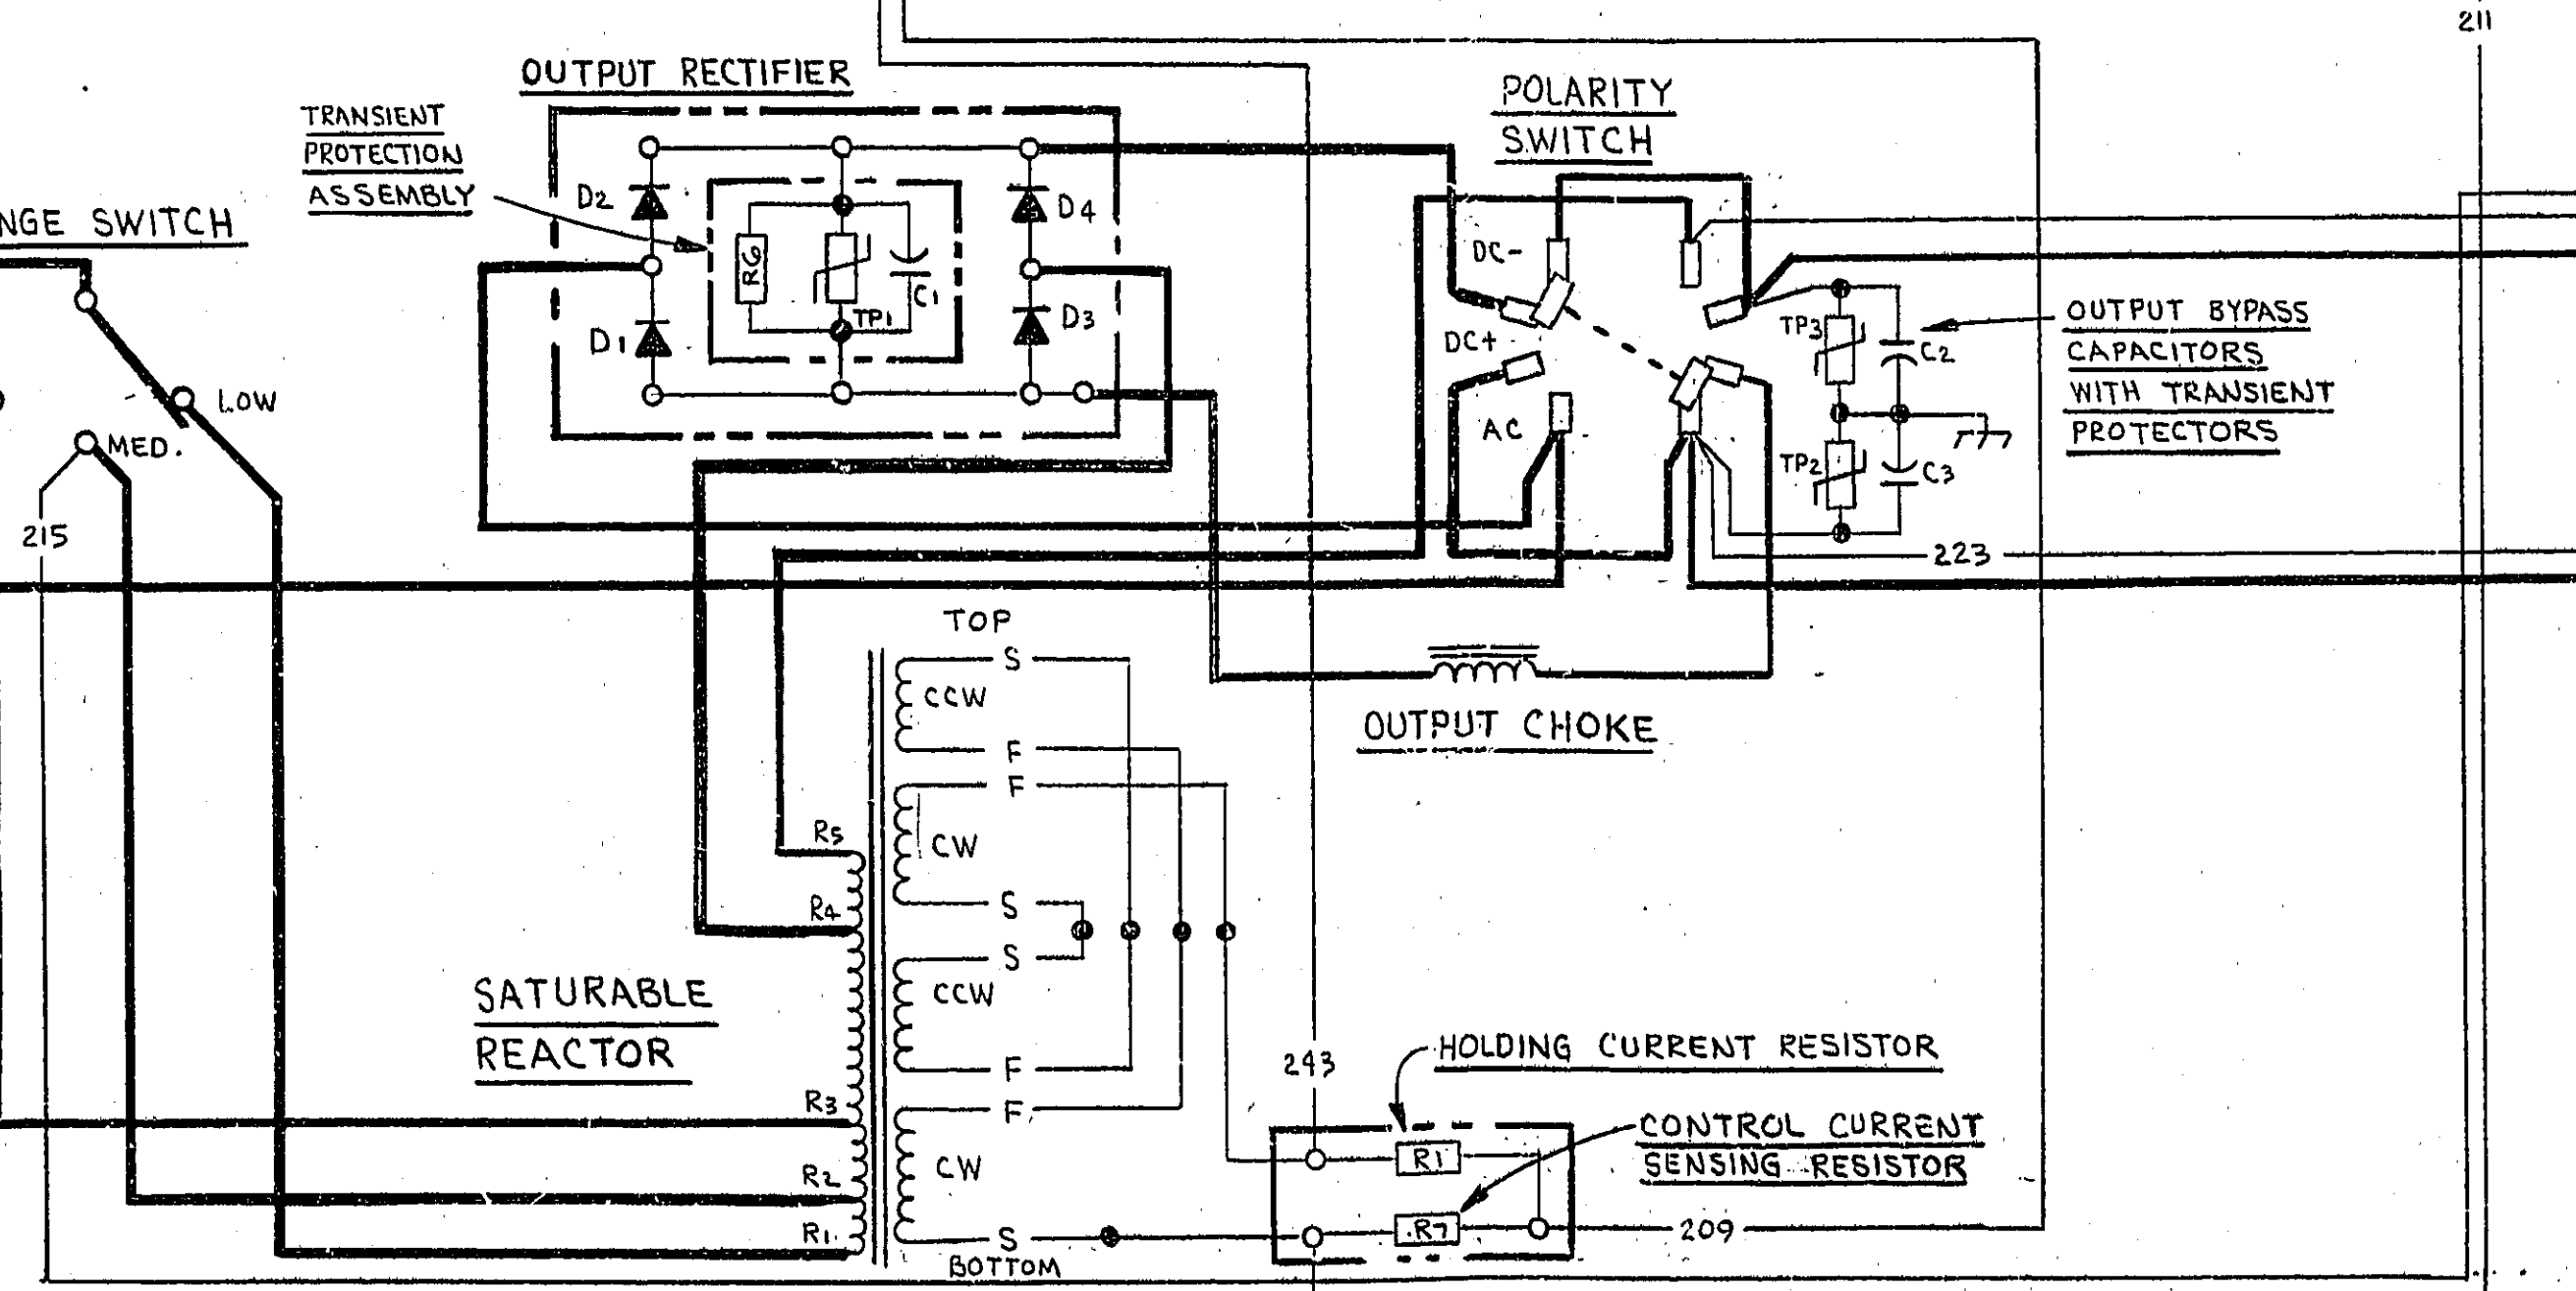 211
OUTPUT RECTIFIER
TRANSIENT
PROTECTION
ASSEMBLY
D2
D4
R6
C1
TP1
D1
D3
NGE SWITCH
LOW
MED.
215
POLARITY
SWITCH
DC-
DC+
AC
TP3
C2
TP2
C3
OUTPUT BYPASS
CAPACITORS
WITH TRANSIENT
PROTECTORS
223
OUTPUT CHOKE
TOP
S
CCW
F
F
CW
S
S
CCW
F
F
CW
S
BOTTOM
R5
R4
R3
R2
R1
SATURABLE
REACTOR
243
HOLDING CURRENT RESISTOR
CONTROL CURRENT
SENSING RESISTOR
R1
R7
209